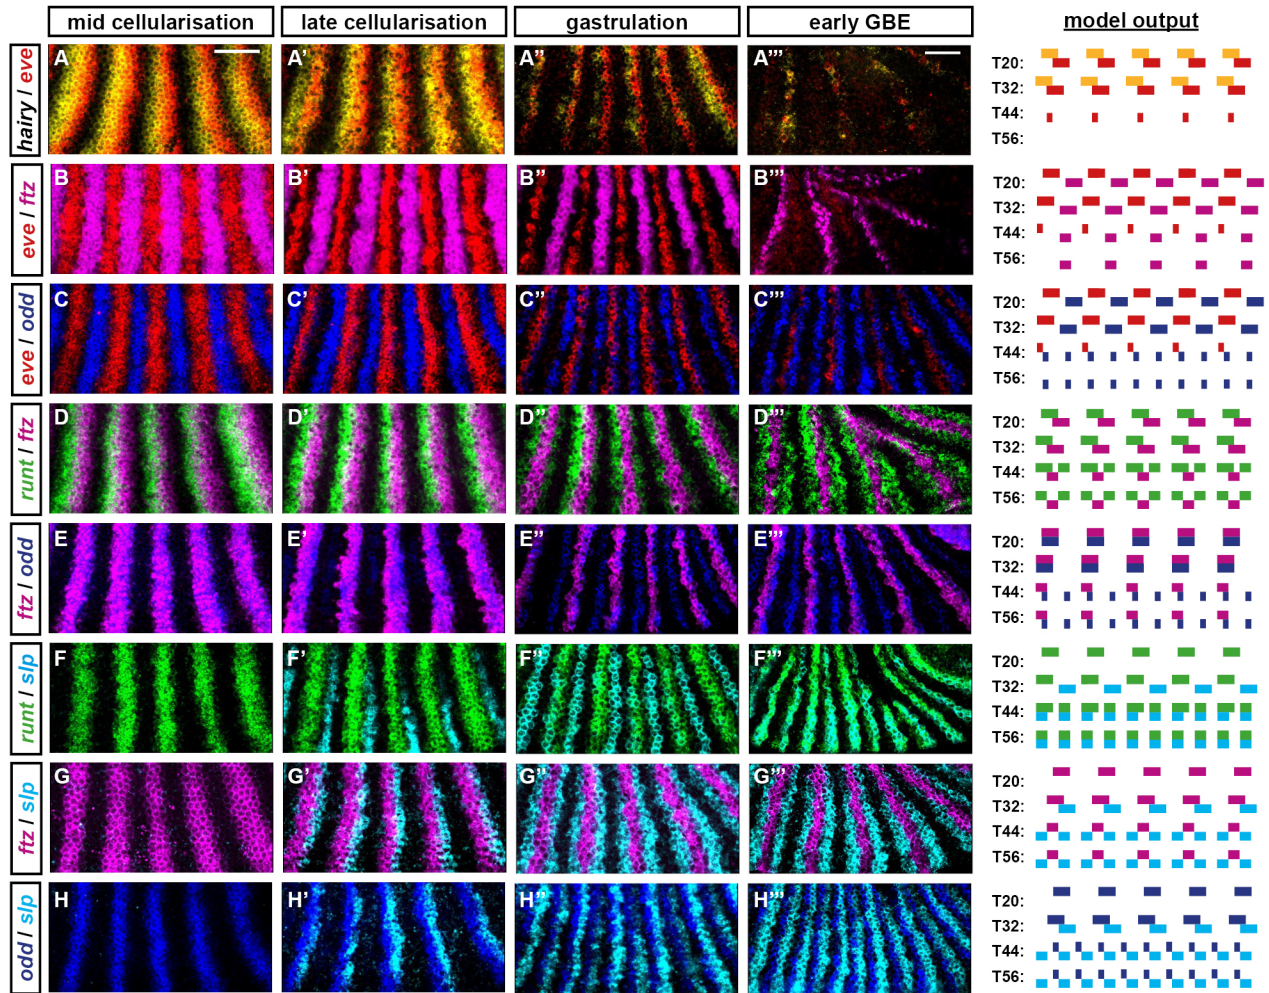 mid cellularisation late cellularisation gastrulation early GBE model output
hairy / eve
A A' A'' A'''
T20:
T32:
T44:
T56:
eve / ftz
B B' B'' B'''
T20:
T32:
T44:
T56:
eve / odd
C C' C'' C'''
T20:
T32:
T44:
T56:
runt / ftz
D D' D'' D'''
T20:
T32:
T44:
T56:
ftz / odd
E E' E'' E'''
T20:
T32:
T44:
T56:
runt / slp
F F' F'' F'''
T20:
T32:
T44:
T56:
ftz / slp
G G' G'' G'''
T20:
T32:
T44:
T56:
odd / slp
H H' H'' H'''
T20:
T32:
T44:
T56: